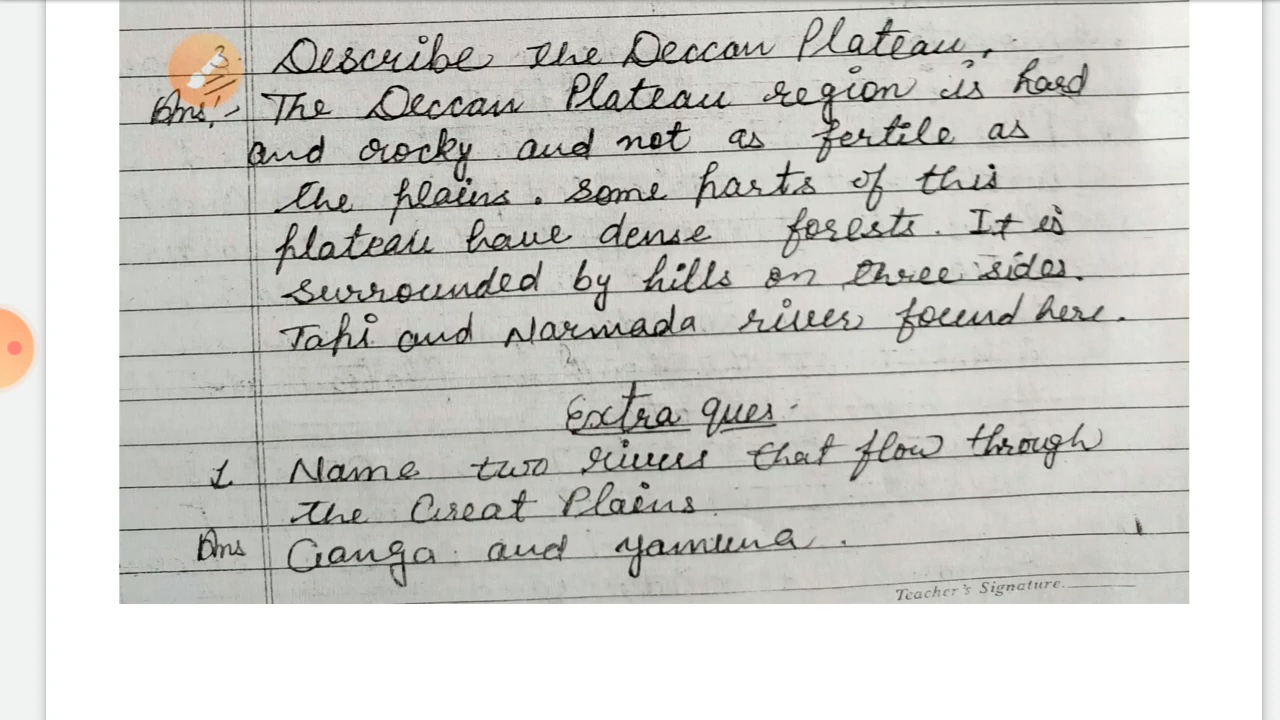 Describe the Deccan Plateau.
Ans:- The Deccan Plateau region is hard
and rocky and not as fertile as
the plains. Some parts of this
plateau have dense forests. It is
surrounded by hills on three sides.
Tapi and Narmada river found here.
Extra ques.
1 Name two rivers that flow through
the Great Plains.
Ans Ganga and Yamuna.
Teacher's Signature.